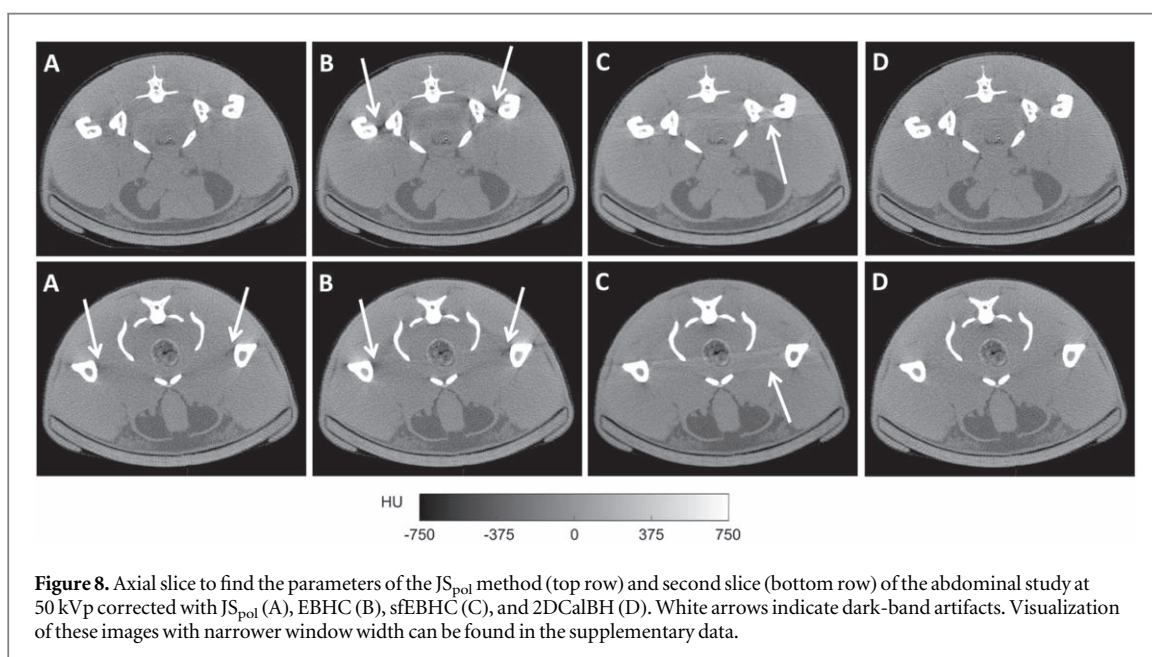 A B C D
A B C D
HU
-750 -375 0 375 750
Figure 8. Axial slice to find the parameters of the JSpol method (top row) and second slice (bottom row) of the abdominal study at
50 kVp corrected with JSpol (A), EBHC (B), sfEBHC (C), and 2DCalBH (D). White arrows indicate dark-band artifacts. Visualization
of these images with narrower window width can be found in the supplementary data.